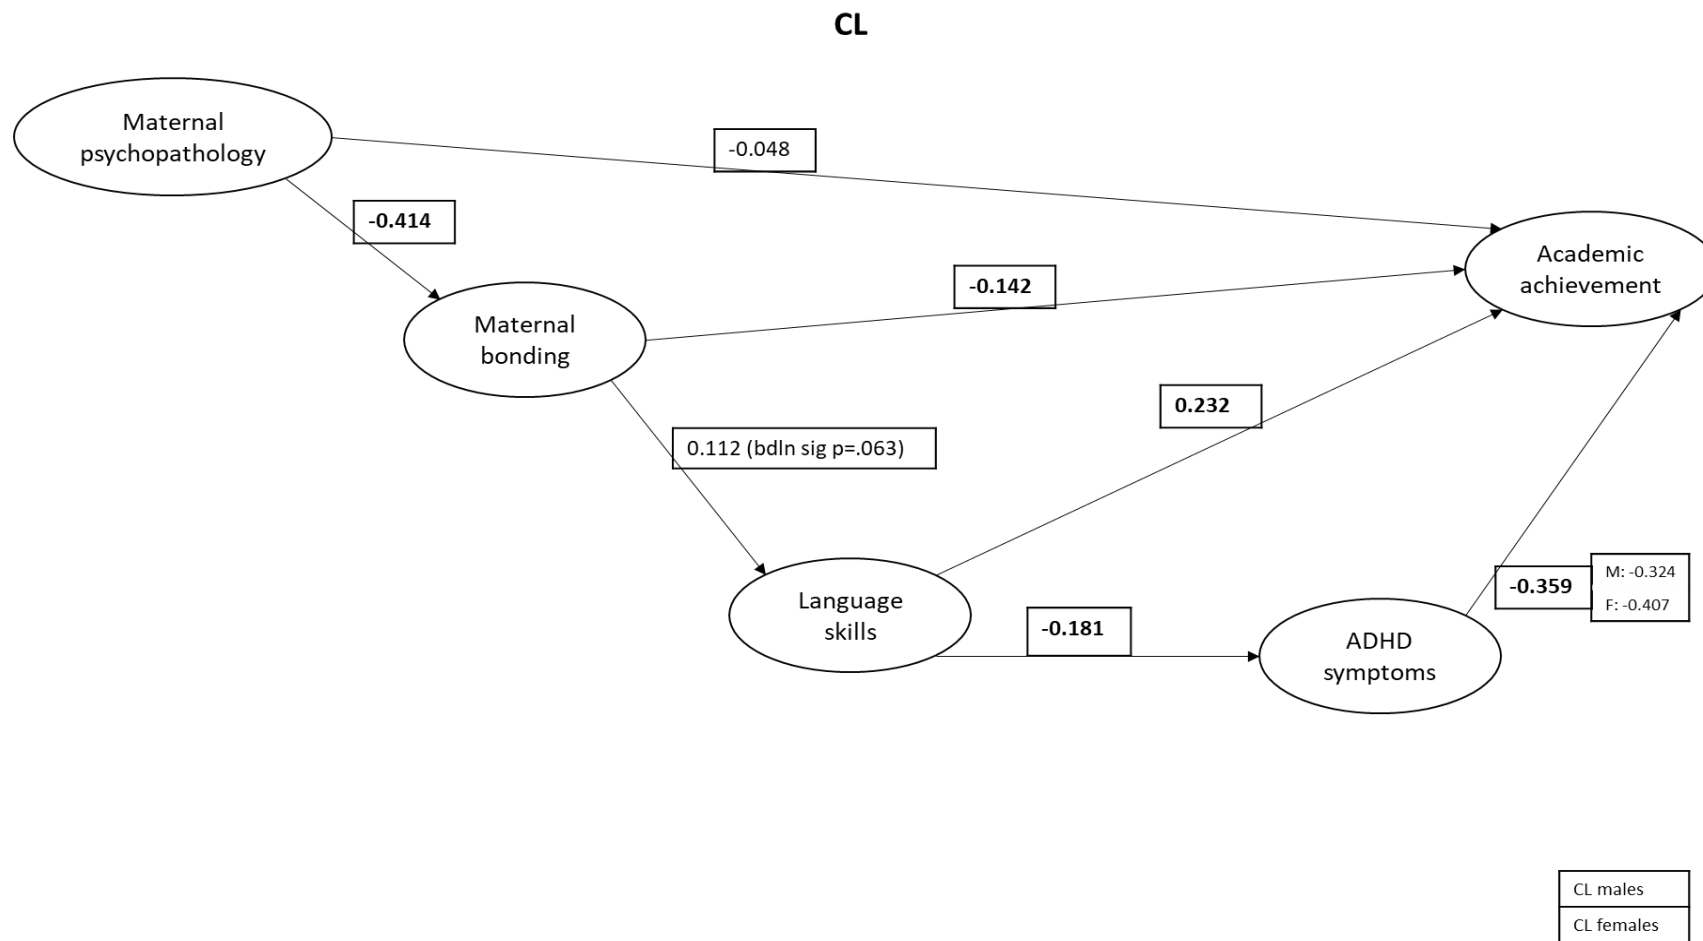 CL
Maternal
psychopathology
-0.048
-0.414
Academic
achievement
-0.142
Maternal
bonding
0.232
0.112 (bdln sig p=.063)
-0.359
M: -0.324
F: -0.407
Language
skills
-0.181
ADHD
symptoms
CL males
CL females